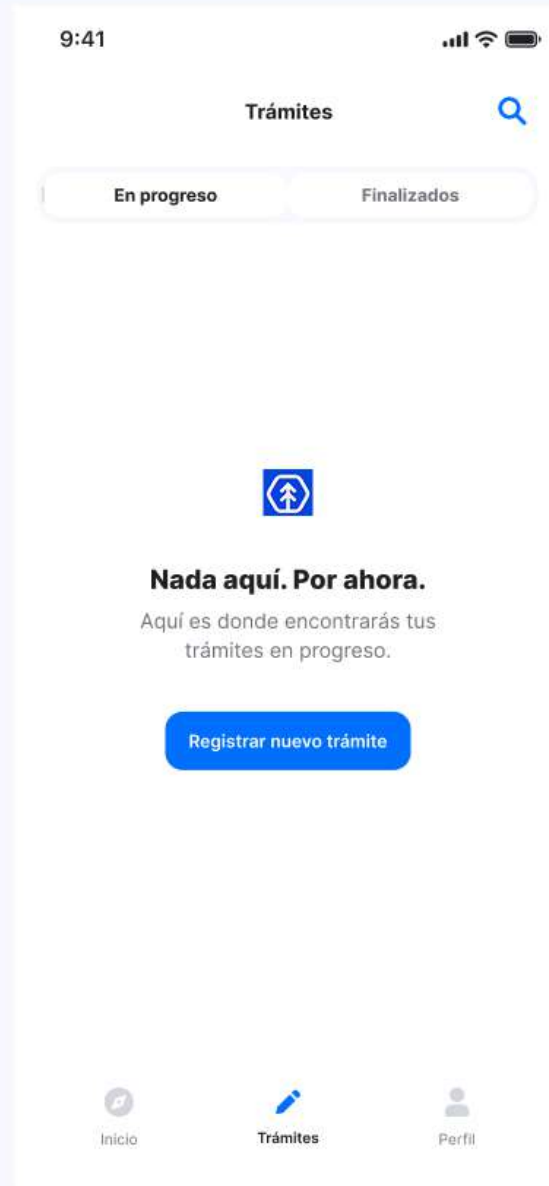 9:41
Trámites
En progreso
Finalizados
Nada aquí. Por ahora.
Aquí es donde encontrarás tus
trámites en progreso.
Registrar nuevo trámite
Inicio
Trámites
Perfil